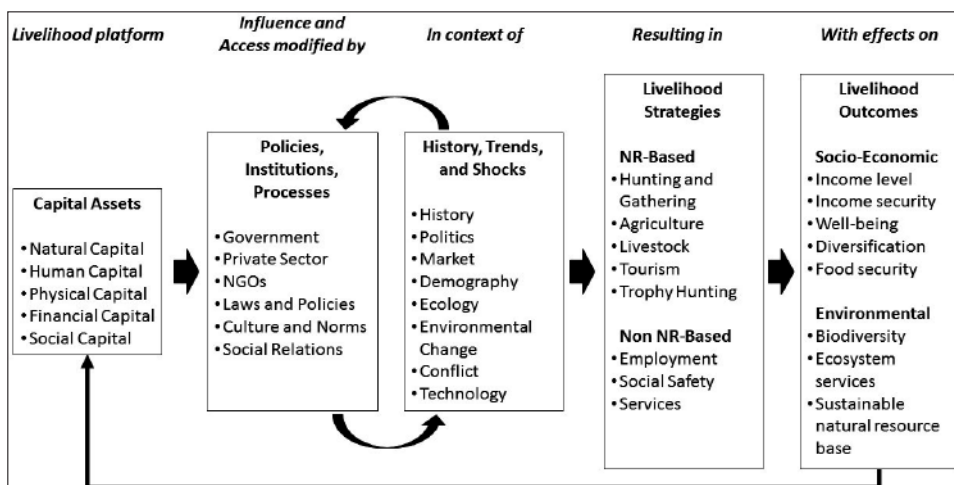 Livelihood platform
Influence and
Access modified by
In context of
Resulting in
With effects on
Capital Assets
• Natural Capital
• Human Capital
• Physical Capital
• Financial Capital
• Social Capital
Policies,
Institutions,
Processes
• Government
• Private Sector
• NGOs
• Laws and Policies
• Culture and Norms
• Social Relations
History, Trends,
and Shocks
• History
• Politics
• Market
• Demography
• Ecology
• Environmental
Change
• Conflict
• Technology
Livelihood
Strategies
NR-Based
• Hunting and
Gathering
• Agriculture
• Livestock
• Tourism
• Trophy Hunting
Non NR-Based
• Employment
• Social Safety
• Services
Livelihood
Outcomes
Socio-Economic
• Income level
• Income security
• Well-being
• Diversification
• Food security
Environmental
• Biodiversity
• Ecosystem
services
• Sustainable
natural resource
base